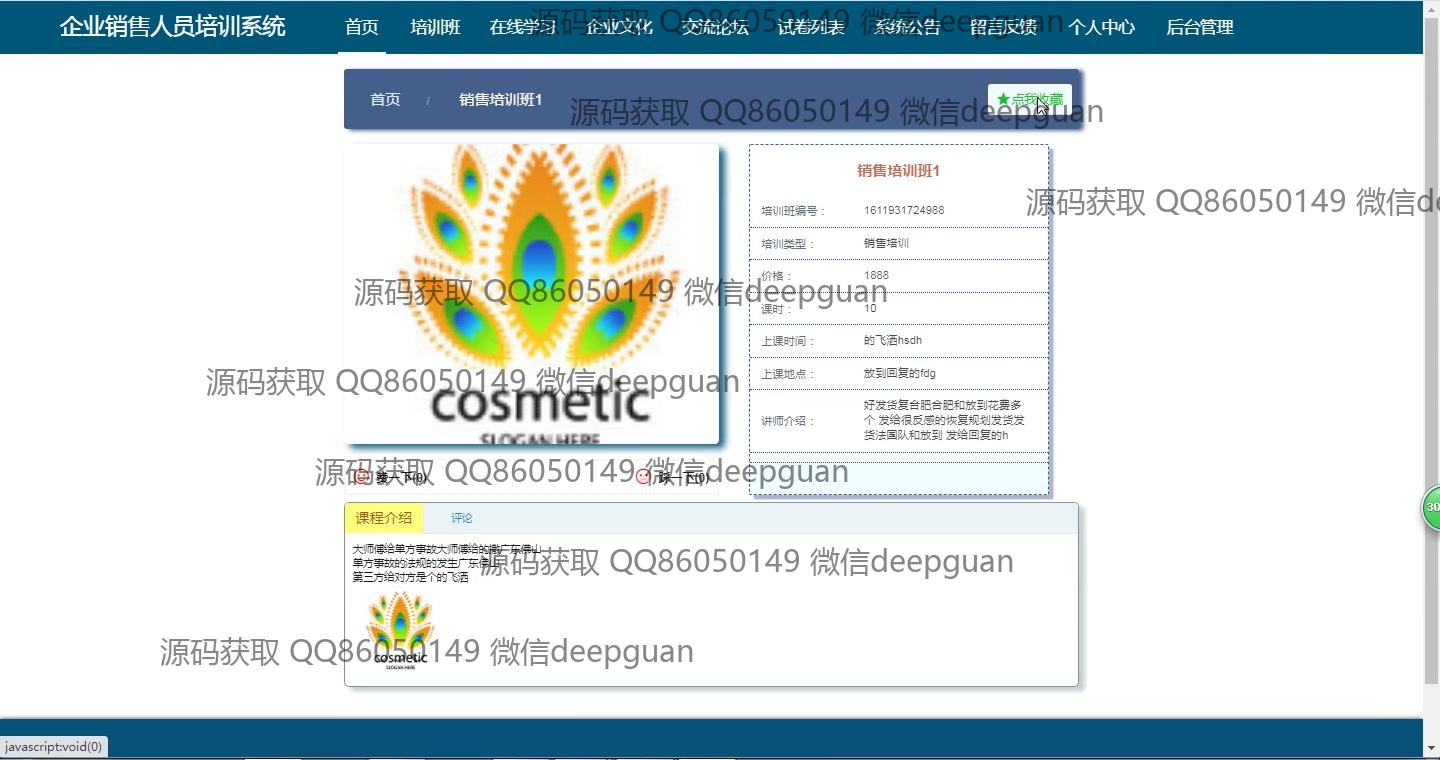 企业销售人员培训系统
首页 培训班 在线学习 企业文化 交流论坛 试卷列表 系统公告 留言反馈 个人中心 后台管理
源码获取 QQ86050149 微信deepguan
首页 / 销售培训班1
★点我收藏
源码获取 QQ86050149 微信deepguan
销售培训班1
培训班编号： 1611931724988
源码获取 QQ86050149 微信de
培训类型： 销售培训
价格： 1888
源码获取 QQ86050149 微信deepguan
课时： 10
上课时间： 的飞洒hsdh
上课地点： 放到回复的fdg
源码获取 QQ86050149 微信deepguan
cosmetic
SLOGAN HERE
讲师介绍： 好发货复合肥合肥和放到花费多
个 发给很反感的恢复规划发货发
货法国队和放到 发给回复的h
源码获取 QQ86050149 微信deepguan
赞一下(0) 踩一下(0)
课程介绍 评论
大师傅给单方事故大师傅给的撒广东佛山
单方事故的法规的发生广东佛山
第三方给对方是个的飞洒
源码获取 QQ86050149 微信deepguan
cosmetic
SLOGAN HERE
源码获取 QQ86050149 微信deepguan
30
javascript:void(0)